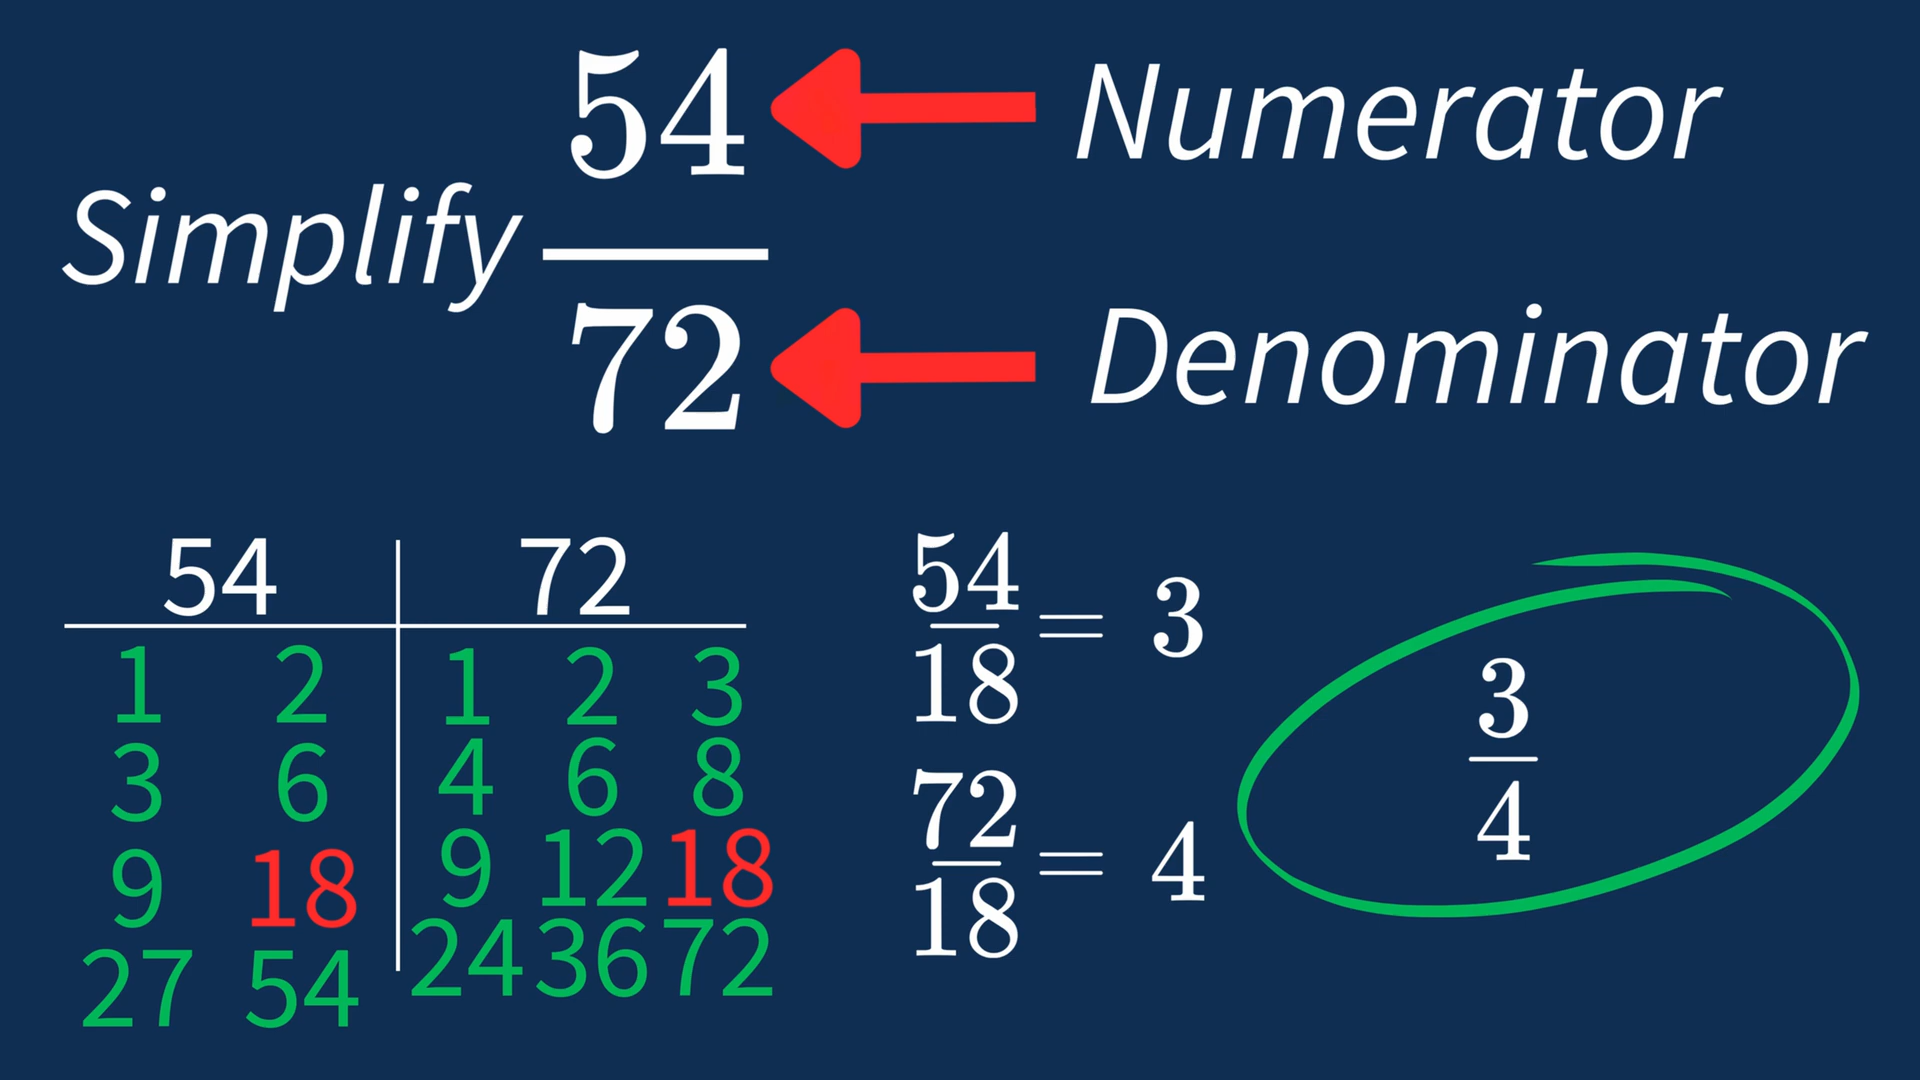 Simplify 54/72
Numerator
Denominator
54 72
1 2 1 2 3
3 6 4 6 8
9 18 9 12 18
27 54 24 36 72
54/18 = 3
72/18 = 4
3/4